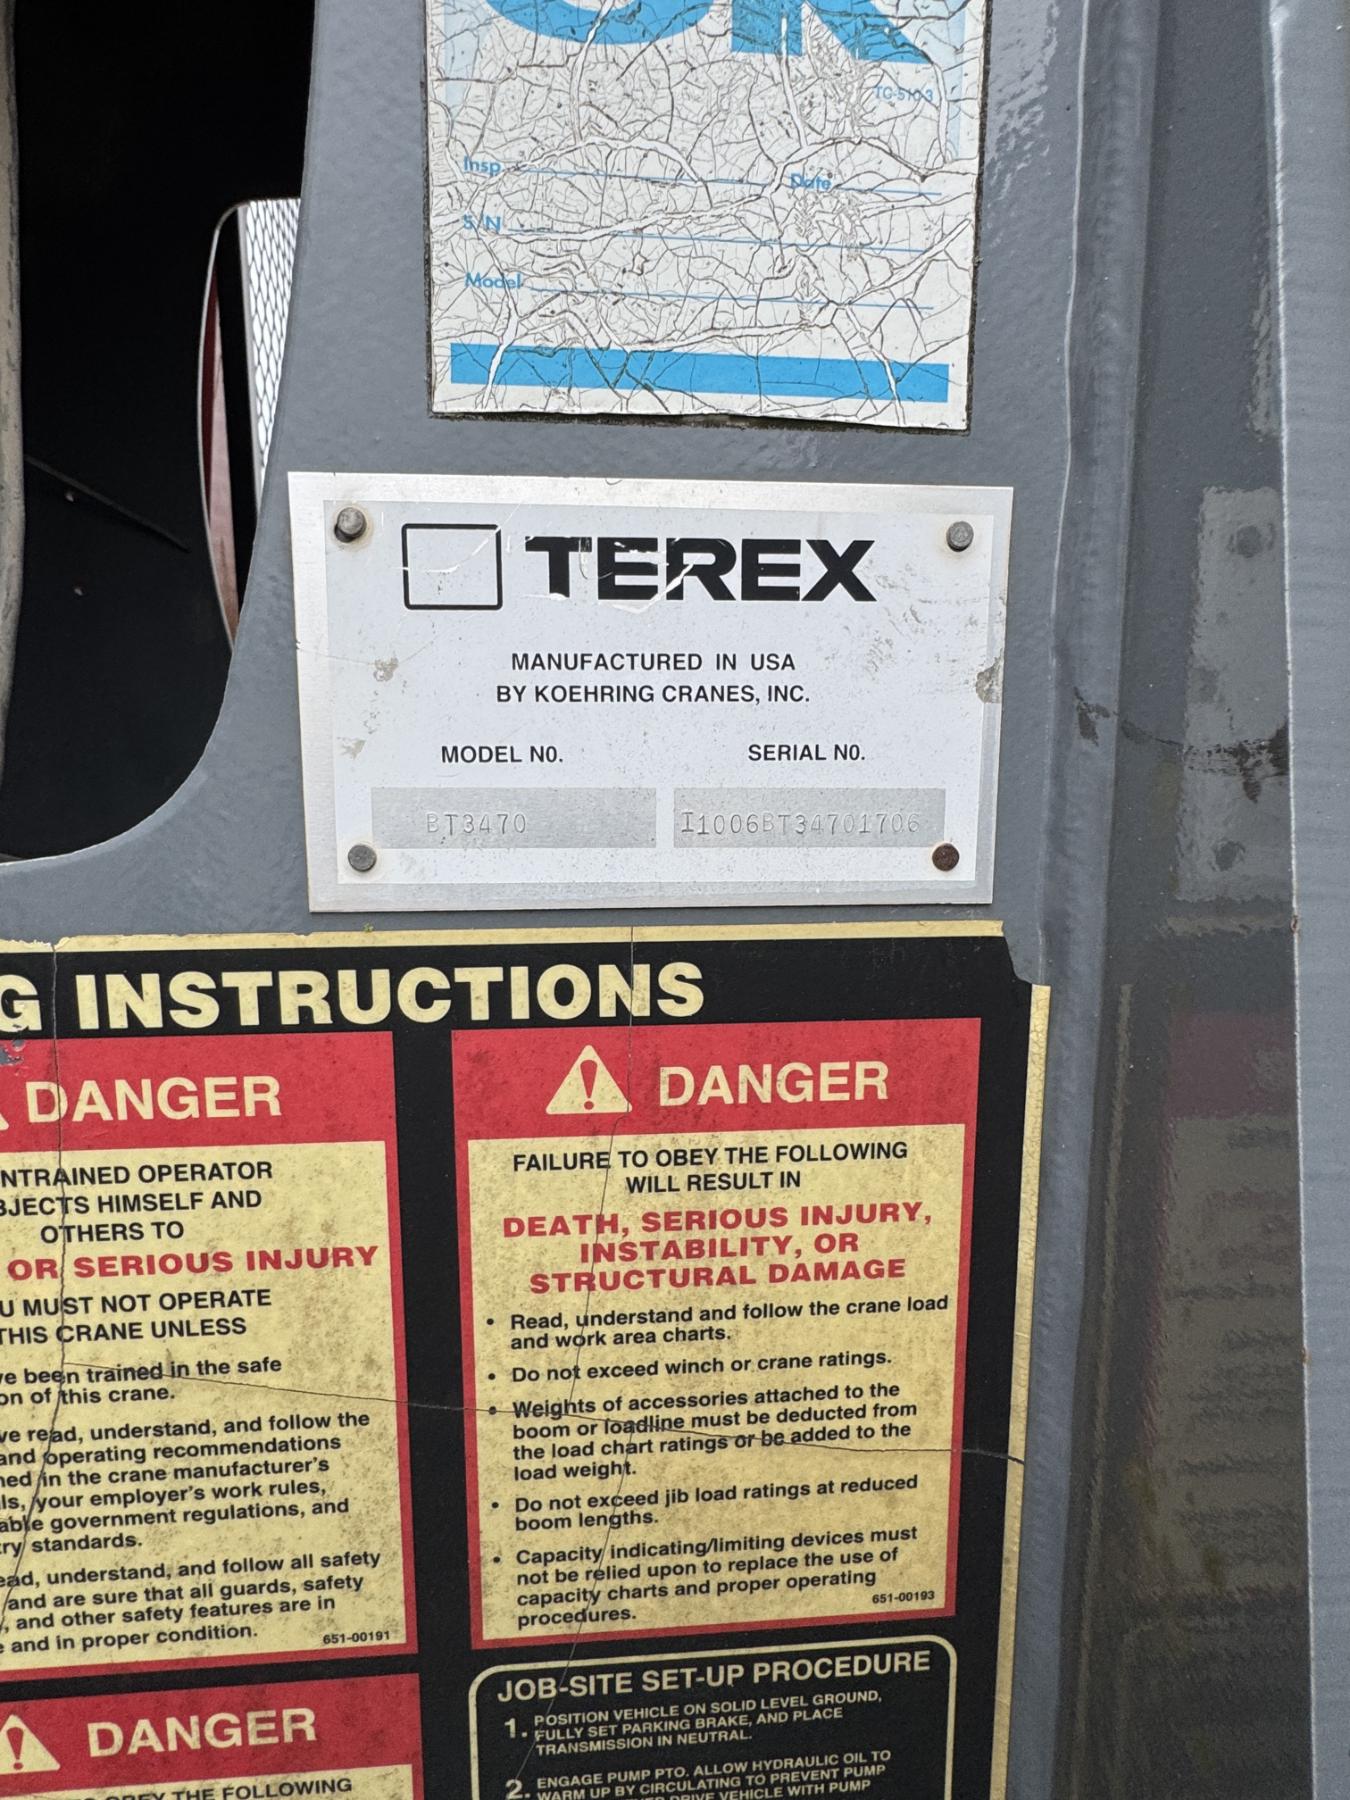 OK
TC-510-3
Insp. Date
S/N
Model
TEREX
MANUFACTURED IN USA
BY KOEHRING CRANES, INC.
MODEL NO. SERIAL NO.
BT3470 I1006BT34701706
G INSTRUCTIONS
DANGER
NTRAINED OPERATOR
BJECTS HIMSELF AND
OTHERS TO
OR SERIOUS INJURY
U MUST NOT OPERATE
THIS CRANE UNLESS
ve been trained in the safe
on of this crane.
ve read, understand, and follow the
and operating recommendations
ned in the crane manufacturer's
ls, your employer's work rules,
able government regulations, and
ry standards.
ead, understand, and follow all safety
and are sure that all guards, safety
, and other safety features are in
e and in proper condition.
651-00191
DANGER
OBEY THE FOLLOWING
DANGER
FAILURE TO OBEY THE FOLLOWING
WILL RESULT IN
DEATH, SERIOUS INJURY,
INSTABILITY, OR
STRUCTURAL DAMAGE
• Read, understand and follow the crane load
and work area charts.
• Do not exceed winch or crane ratings.
• Weights of accessories attached to the
boom or loadline must be deducted from
the load chart ratings or be added to the
load weight.
• Do not exceed jib load ratings at reduced
boom lengths.
• Capacity indicating/limiting devices must
not be relied upon to replace the use of
capacity charts and proper operating
procedures.
651-00193
JOB-SITE SET-UP PROCEDURE
1. POSITION VEHICLE ON SOLID LEVEL GROUND,
FULLY SET PARKING BRAKE, AND PLACE
TRANSMISSION IN NEUTRAL.
2. ENGAGE PUMP PTO. ALLOW HYDRAULIC OIL TO
WARM UP BY CIRCULATING TO PREVENT PUMP
DRIVE VEHICLE WITH PUMP